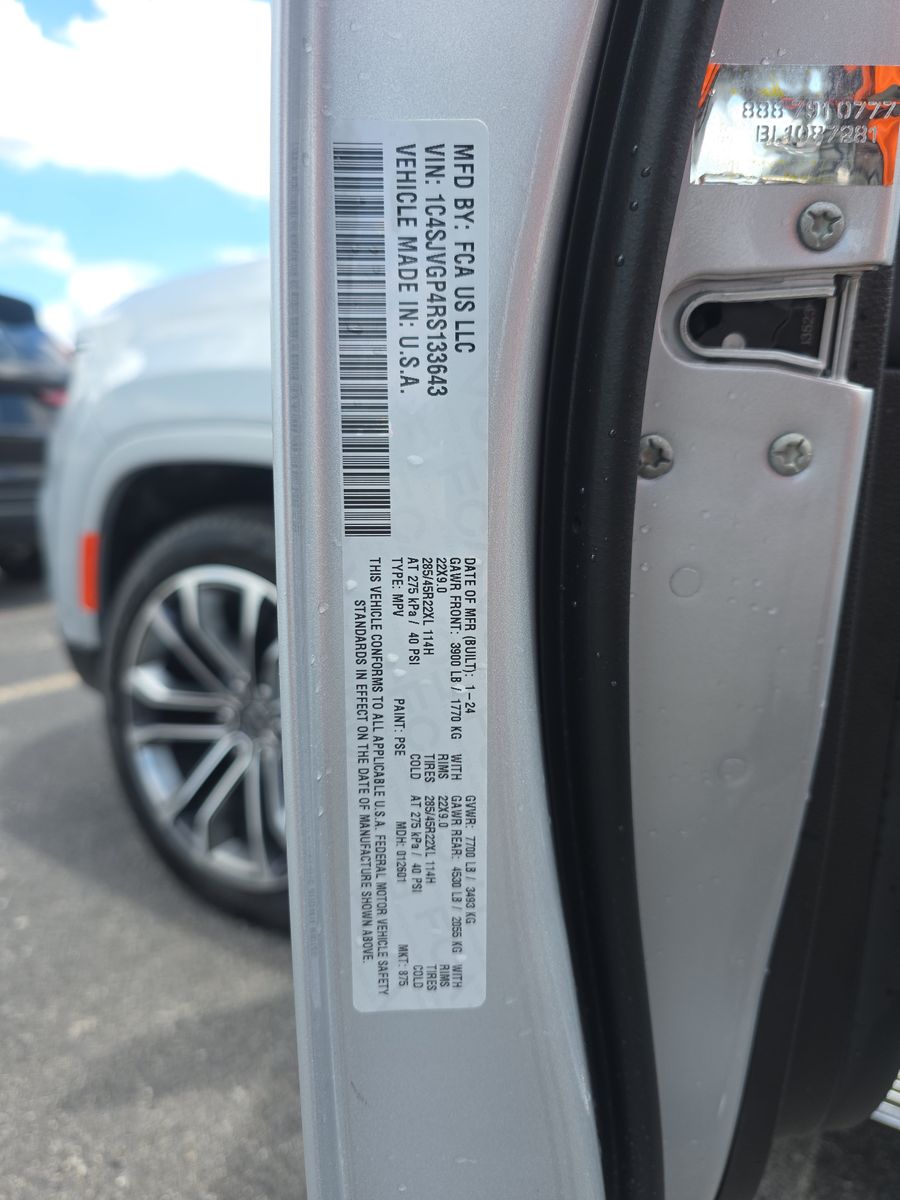 MFD BY: FCA US LLC
VIN: 1C4SJVGP4RS133643
VEHICLE MADE IN: U.S.A.
DATE OF MFR (BUILT): 1-24 GVWR: 7700 LB / 3493 KG
GAWR FRONT: 3900 LB / 1770 KG WITH GAWR REAR: 4530 LB / 2055 KG WITH
22X9.0 RIMS 22X9.0 RIMS
285/45R22XL 114H TIRES 285/45R22XL 114H TIRES
AT 275 kPa / 40 PSI COLD AT 275 kPa / 40 PSI COLD
TYPE: MPV PAINT: PSE MDH: 012601 MKT: 875
THIS VEHICLE CONFORMS TO ALL APPLICABLE U.S.A. FEDERAL MOTOR VEHICLE SAFETY
STANDARDS IN EFFECT ON THE DATE OF MANUFACTURE SHOWN ABOVE.
888 791 0777
BL1087281